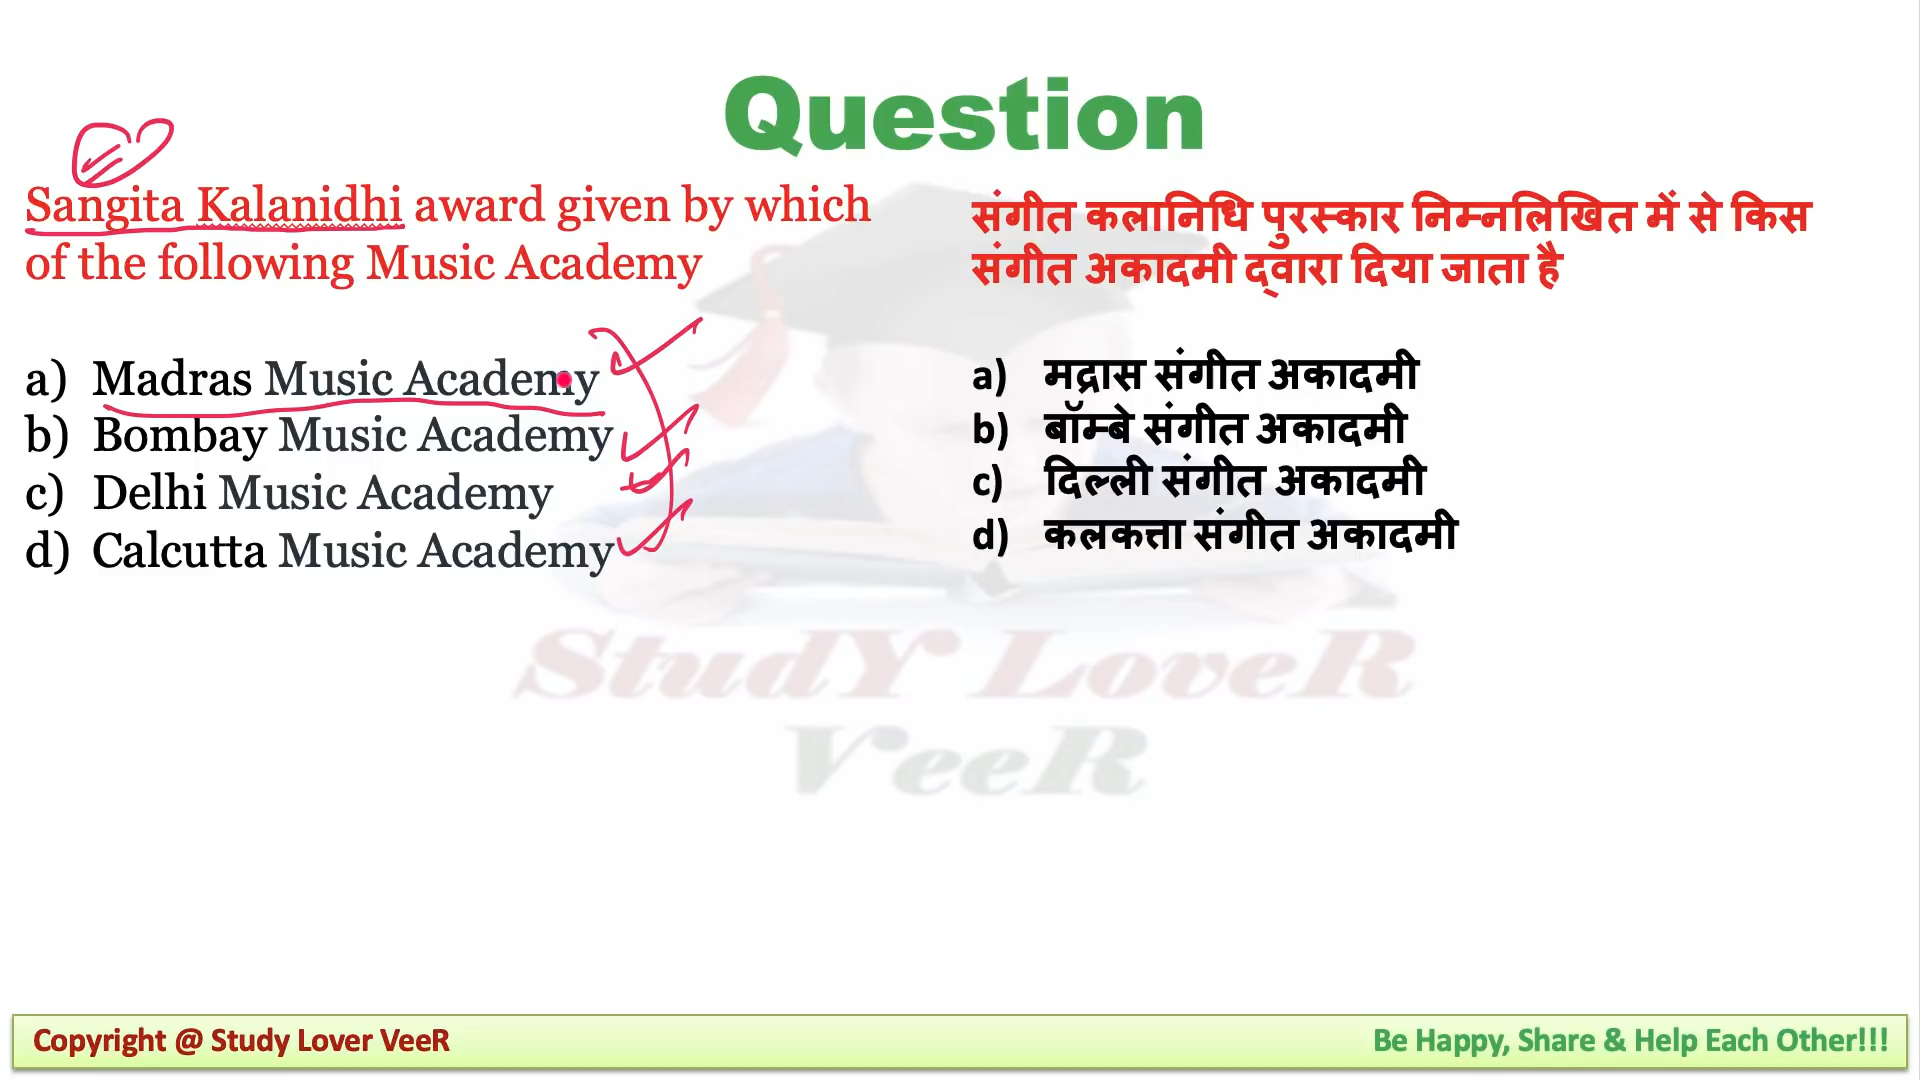 Question
Sangita Kalanidhi award given by which
of the following Music Academy
a) Madras Music Academy
b) Bombay Music Academy
c) Delhi Music Academy
d) Calcutta Music Academy
संगीत कलानिधि पुरस्कार निम्नलिखित में से किस
संगीत अकादमी द्वारा दिया जाता है
a) मद्रास संगीत अकादमी
b) बॉम्बे संगीत अकादमी
c) दिल्ली संगीत अकादमी
d) कलकत्ता संगीत अकादमी
StudY LoveR
VeeR
Copyright @ Study Lover VeeR
Be Happy, Share & Help Each Other!!!